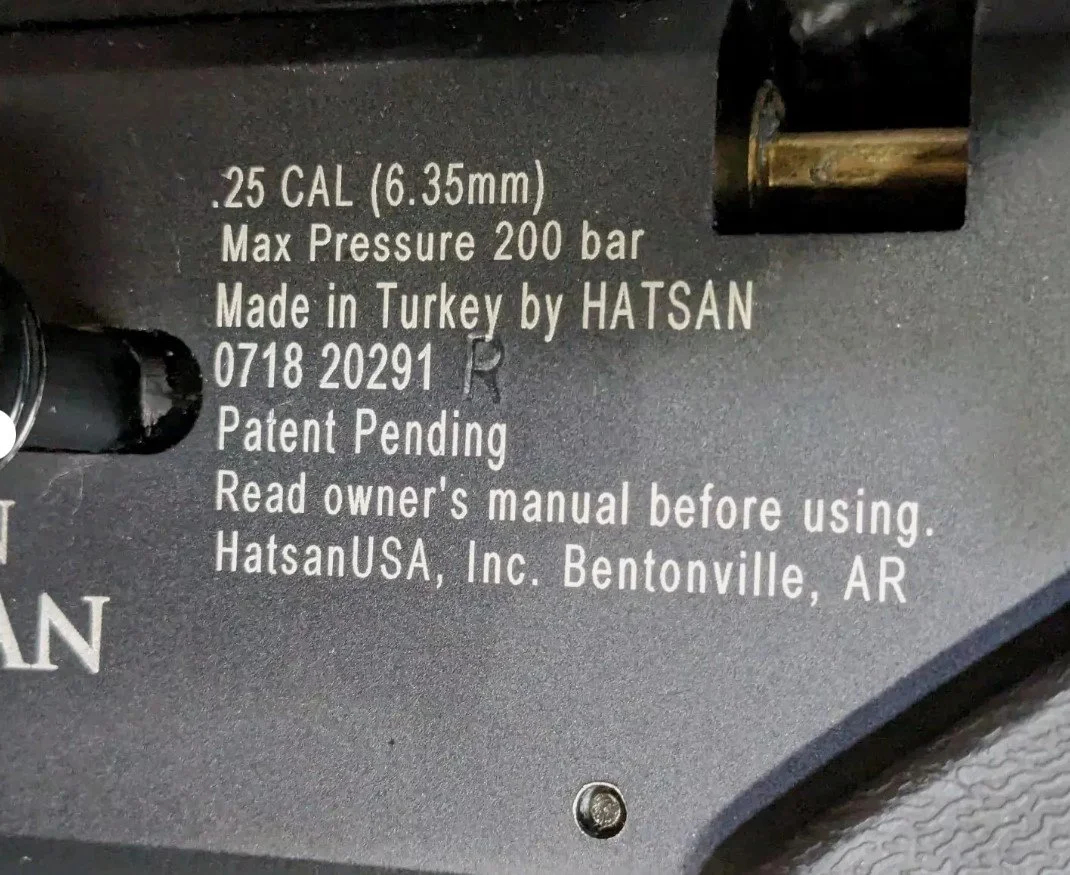 .25 CAL (6.35mm)
Max Pressure 200 bar
Made in Turkey by HATSAN
0718 20291 R
Patent Pending
Read owner's manual before using.
HatsanUSA, Inc. Bentonville, AR
N
AN